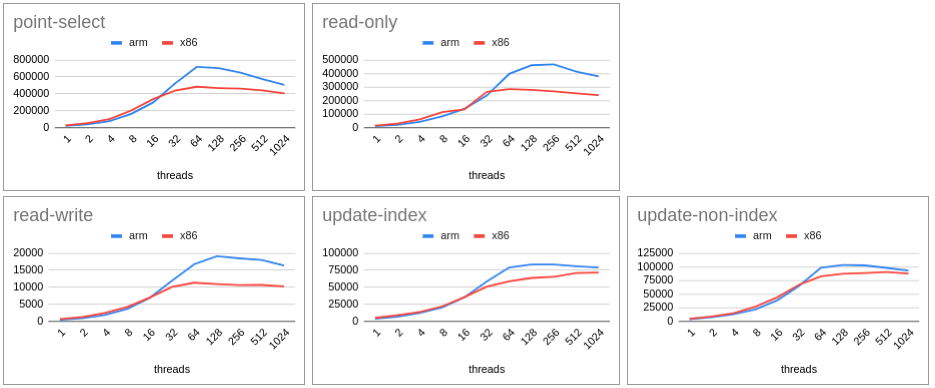 point-select
arm x86
800000
600000
400000
200000
0
1 2 4 8 16 32 64 128 256 512 1024
threads
read-only
arm x86
500000
400000
300000
200000
100000
0
1 2 4 8 16 32 64 128 256 512 1024
threads
read-write
arm x86
20000
15000
10000
5000
0
1 2 4 8 16 32 64 128 256 512 1024
threads
update-index
arm x86
100000
75000
50000
25000
0
1 2 4 8 16 32 64 128 256 512 1024
threads
update-non-index
arm x86
125000
100000
75000
50000
25000
0
1 2 4 8 16 32 64 128 256 512 1024
threads